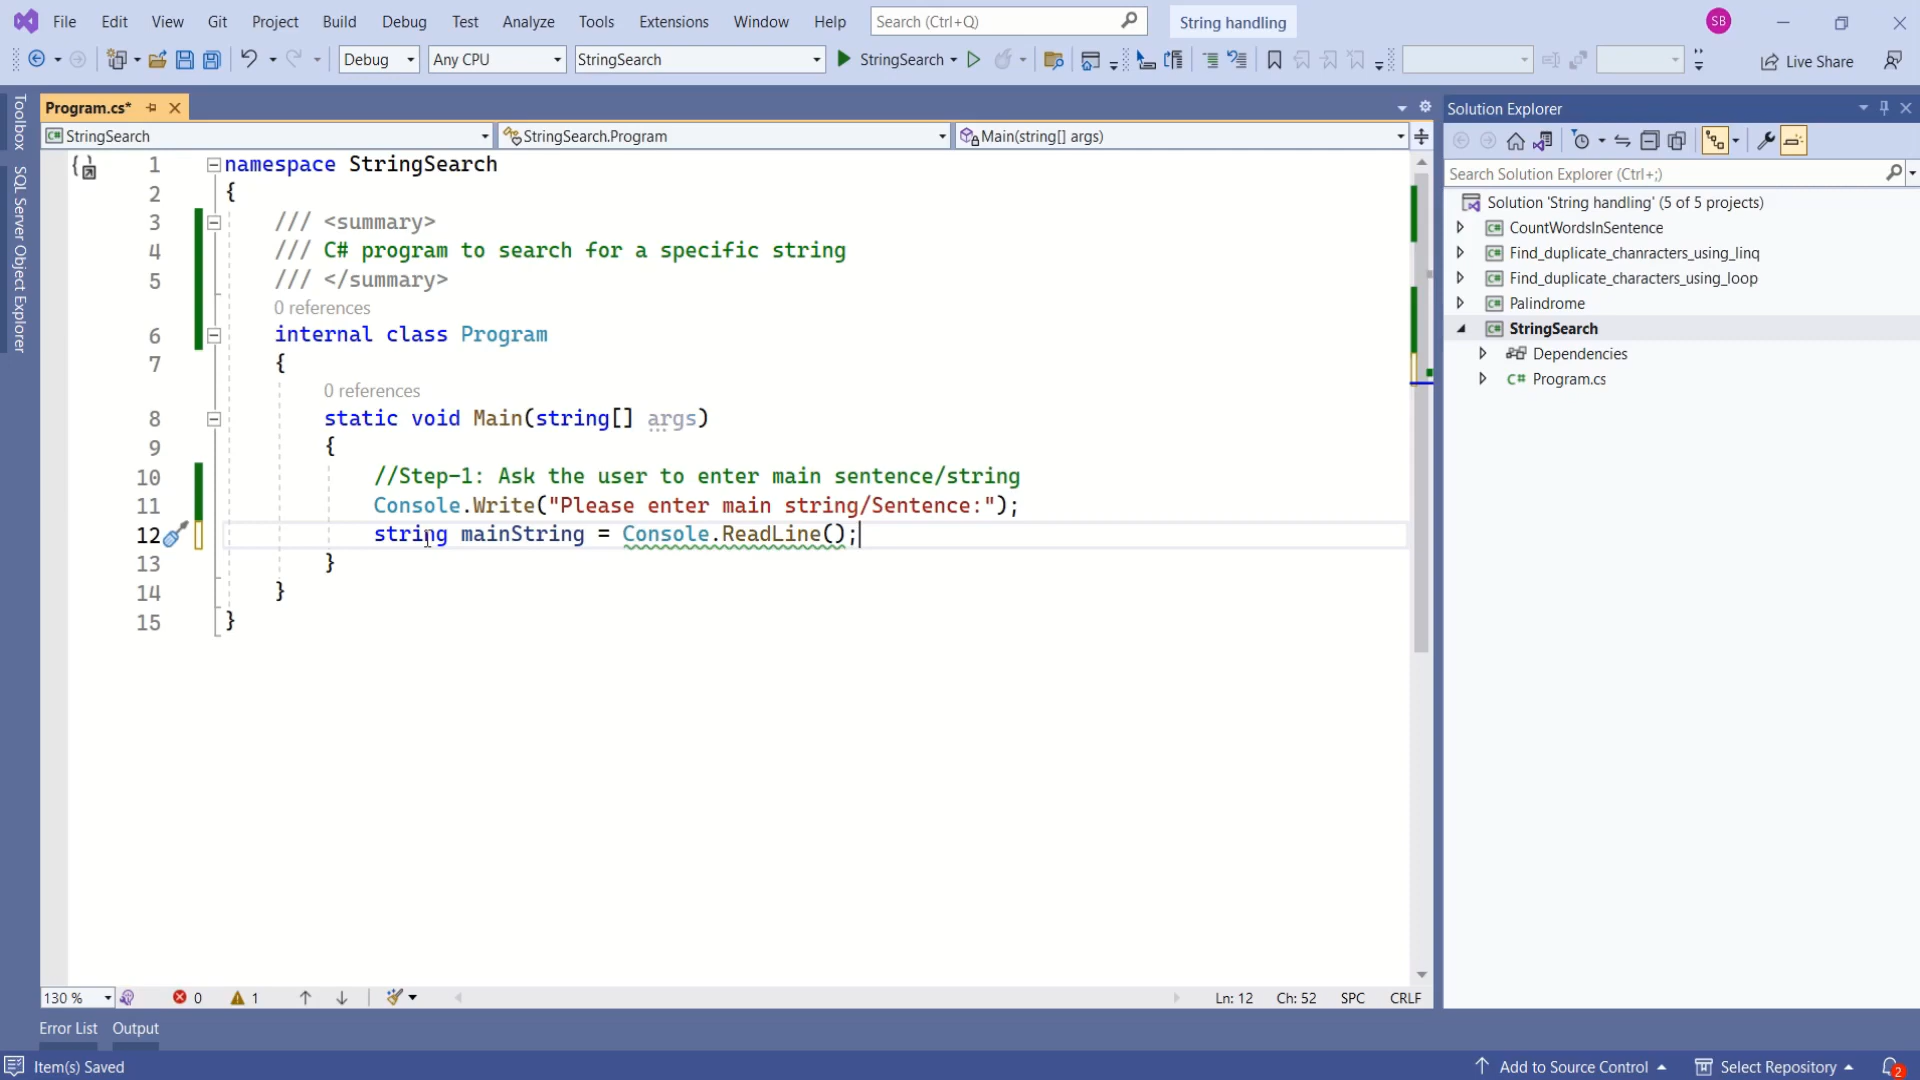 File Edit View Git Project Build Debug Test Analyze Tools Extensions Window Help Search (Ctrl+Q) String handling SB
Debug Any CPU StringSearch StringSearch Live Share
Toolbox
SQL Server Object Explorer
Program.cs*
StringSearch StringSearch.Program Main(string[] args)
1 namespace StringSearch
2 {
3 /// <summary>
4 /// C# program to search for a specific string
5 /// </summary>
0 references
6 internal class Program
7 {
0 references
8 static void Main(string[] args)
9 {
10 //Step-1: Ask the user to enter main sentence/string
11 Console.Write("Please enter main string/Sentence:");
12 string mainString = Console.ReadLine();
13 }
14 }
15 }
130 % 0 1 Ln: 12 Ch: 52 SPC CRLF
Solution Explorer
Search Solution Explorer (Ctrl+;)
Solution 'String handling' (5 of 5 projects)
C# CountWordsInSentence
C# Find_duplicate_chanracters_using_linq
C# Find_duplicate_characters_using_loop
C# Palindrome
C# StringSearch
Dependencies
C# Program.cs
Error List Output
Item(s) Saved Add to Source Control Select Repository 2